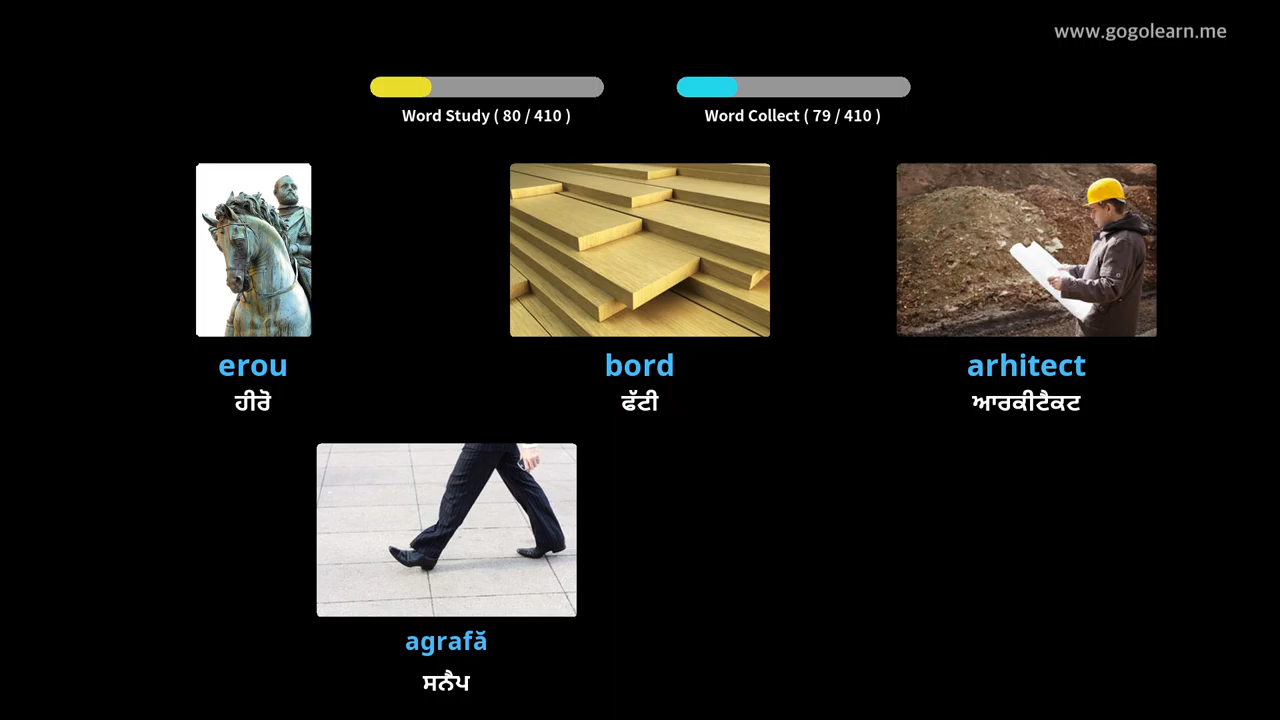 www.gogolearn.me
Word Study ( 80 / 410 )
Word Collect ( 79 / 410 )
erou
ਹੀਰੋ
bord
ਫੱਟੀ
arhitect
ਆਰਕੀਟੈਕਟ
agrafă
ਸਨੈਪ